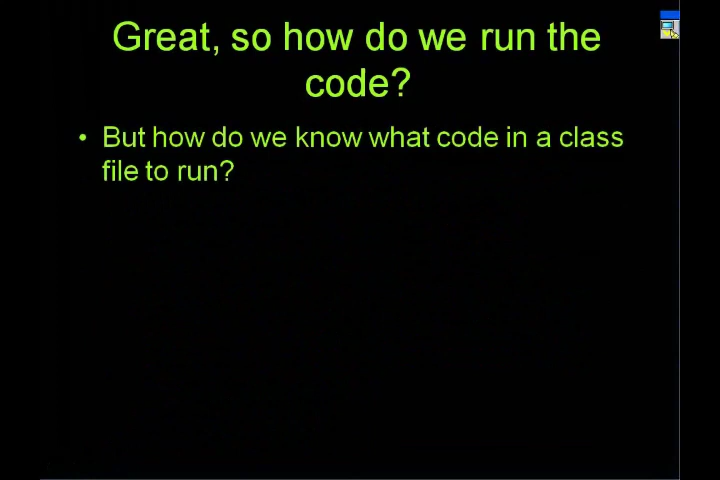 Great, so how do we run the
code?
• But how do we know what code in a class
file to run?